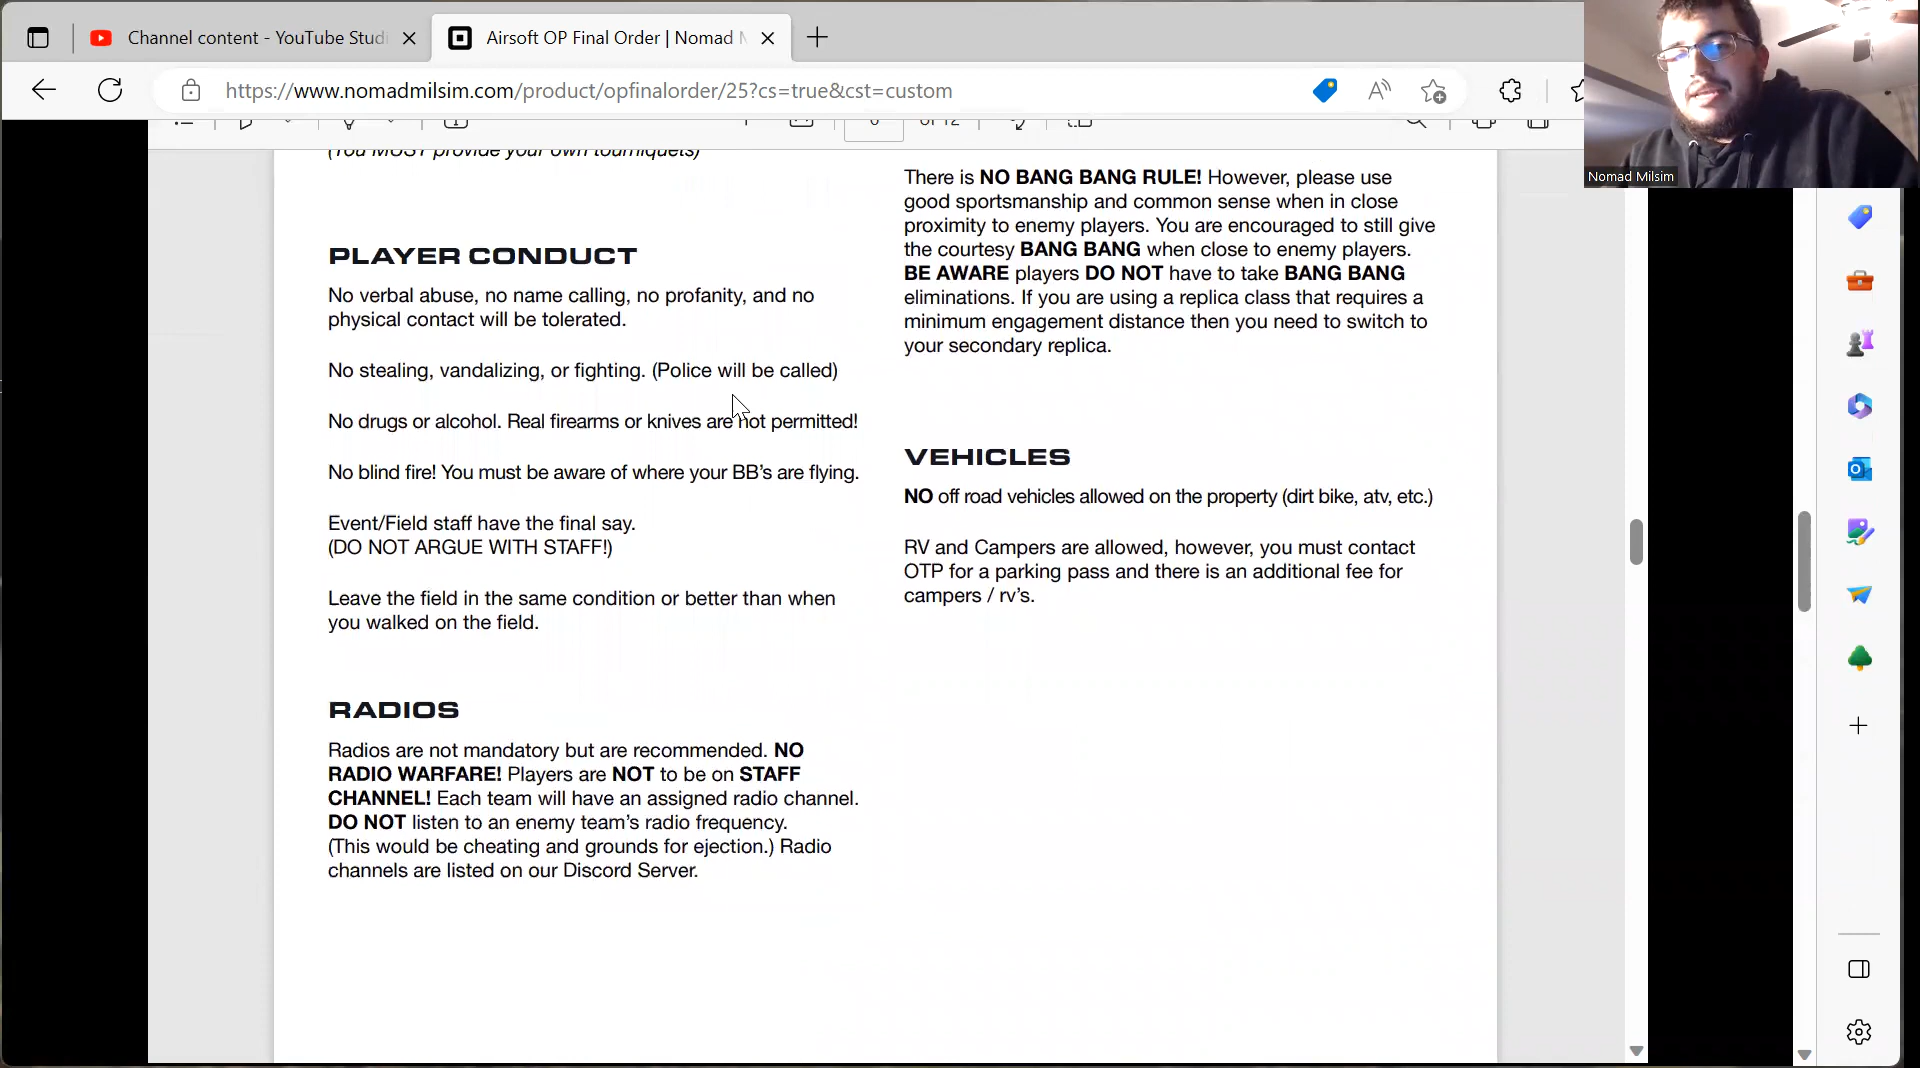 Channel content - YouTube Studi
Airsoft OP Final Order | Nomad M
https://www.nomadmilsim.com/product/opfinalorder/25?cs=true&cst=custom
Nomad Milsim
of 12
(You MUST provide your own tourniquets)
PLAYER CONDUCT
No verbal abuse, no name calling, no profanity, and no
physical contact will be tolerated.
No stealing, vandalizing, or fighting. (Police will be called)
No drugs or alcohol. Real firearms or knives are not permitted!
No blind fire! You must be aware of where your BB's are flying.
Event/Field staff have the final say.
(DO NOT ARGUE WITH STAFF!)
Leave the field in the same condition or better than when
you walked on the field.
RADIOS
Radios are not mandatory but are recommended. NO
RADIO WARFARE! Players are NOT to be on STAFF
CHANNEL! Each team will have an assigned radio channel.
DO NOT listen to an enemy team's radio frequency.
(This would be cheating and grounds for ejection.) Radio
channels are listed on our Discord Server.
There is NO BANG BANG RULE! However, please use
good sportsmanship and common sense when in close
proximity to enemy players. You are encouraged to still give
the courtesy BANG BANG when close to enemy players.
BE AWARE players DO NOT have to take BANG BANG
eliminations. If you are using a replica class that requires a
minimum engagement distance then you need to switch to
your secondary replica.
VEHICLES
NO off road vehicles allowed on the property (dirt bike, atv, etc.)
RV and Campers are allowed, however, you must contact
OTP for a parking pass and there is an additional fee for
campers / rv's.